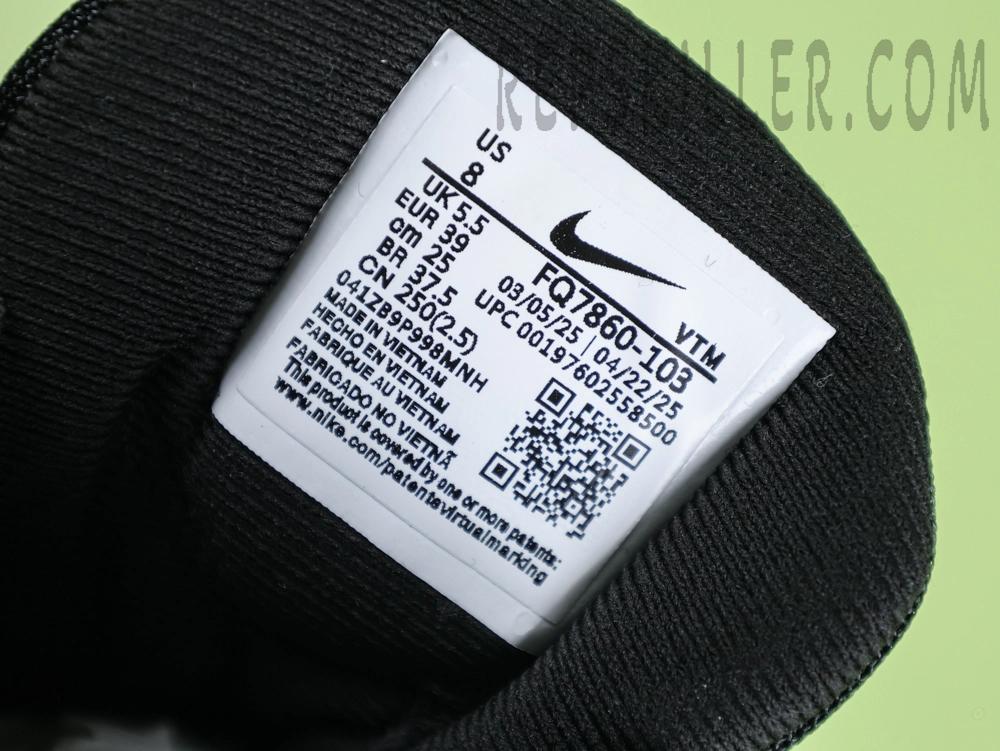 US
8
UK 5.5
EUR 39
cm 25
BR 37.5
CN 250(2.5)
041ZB9P998MNH
MADE IN VIETNAM
HECHO EN VIETNAM
FABRIQUE AU VIETNAM
FABRICADO NO VIETNÃ
This product is covered by one or more patents:
www.nike.com/patentsvirtualmarking
VTM
FQ7860-103
03/05/25 | 04/22/25
UPC 00197602558500